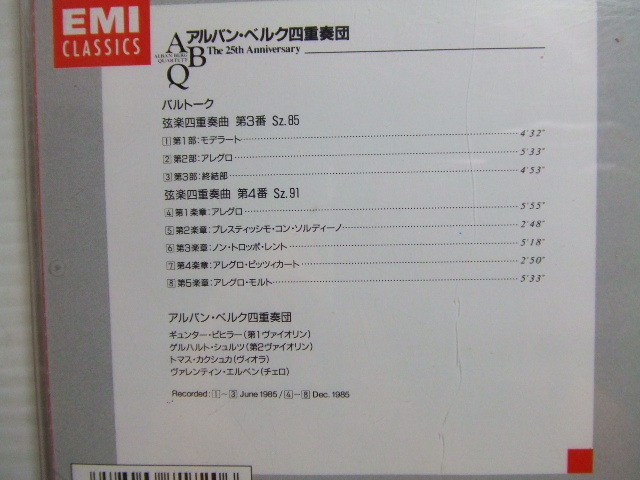 EMI
CLASSICS
アルバン・ベルク四重奏団
ABQ
ALBAN BERG
QUARTETT
The 25th Anniversary
バルトーク
弦楽四重奏曲 第3番 Sz.85
1 第1部:モデラート 4'32"
2 第2部:アレグロ 5'33"
3 第3部:終結部 4'53"
弦楽四重奏曲 第4番 Sz.91
4 第1楽章:アレグロ 5'55"
5 第2楽章:プレスティッシモ・コン・ソルディーノ 2'48"
6 第3楽章:ノン・トロッポ・レント 5'18"
7 第4楽章:アレグロ・ピッツィカート 2'50"
8 第5楽章:アレグロ・モルト 5'33"
アルバン・ベルク四重奏団
ギュンター・ピヒラー(第1ヴァイオリン)
ゲルハルト・シュルツ(第2ヴァイオリン)
トマス・カクシュカ(ヴィオラ)
ヴァレンティン・エルベン(チェロ)
Recorded: 1-3 June 1985 / 4-8 Dec. 1985